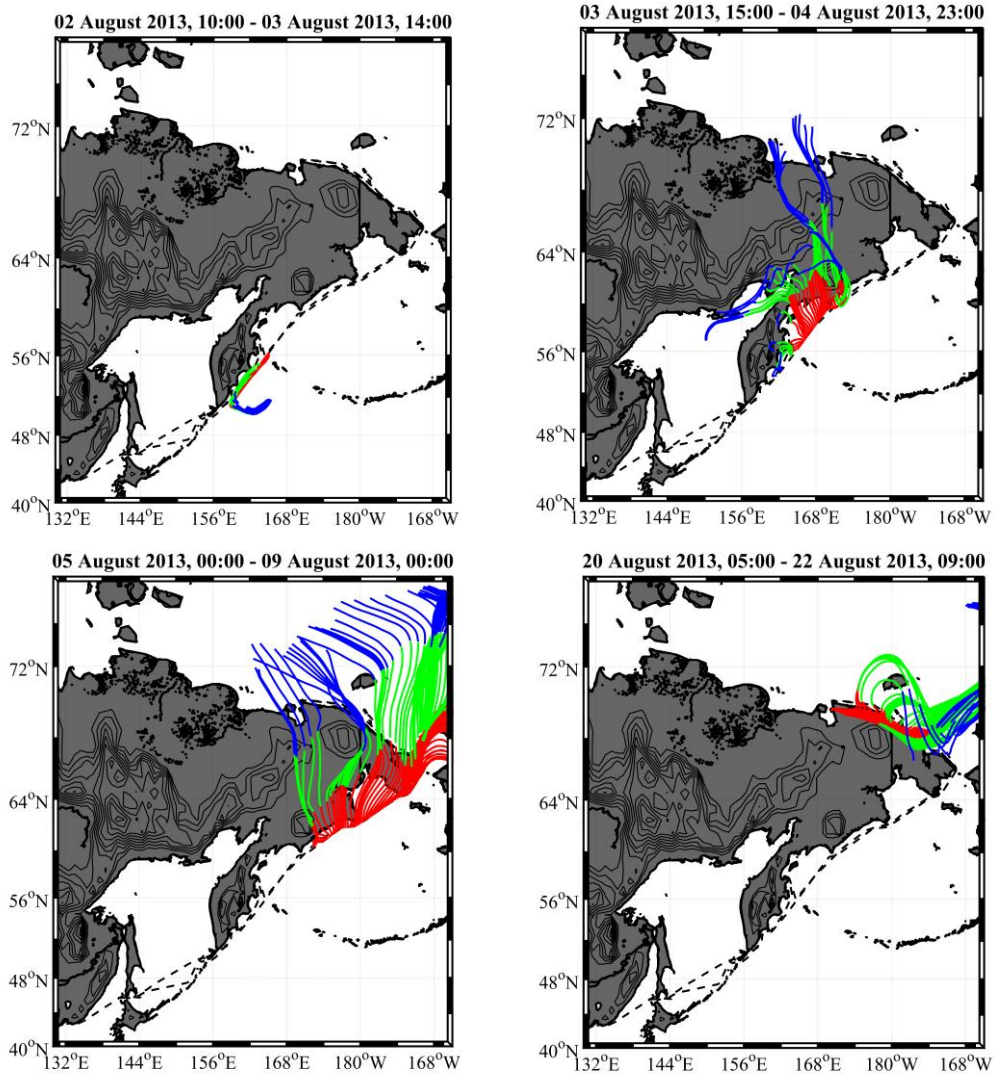 02 August 2013, 10:00 - 03 August 2013, 14:00
72°N
64°N
56°N
48°N
40°N
132°E 144°E 156°E 168°E 180°W 168°W
03 August 2013, 15:00 - 04 August 2013, 23:00
72°N
64°N
56°N
48°N
40°N
132°E 144°E 156°E 168°E 180°W 168°W
05 August 2013, 00:00 - 09 August 2013, 00:00
72°N
64°N
56°N
48°N
40°N
132°E 144°E 156°E 168°E 180°W 168°W
20 August 2013, 05:00 - 22 August 2013, 09:00
72°N
64°N
56°N
48°N
40°N
132°E 144°E 156°E 168°E 180°W 168°W